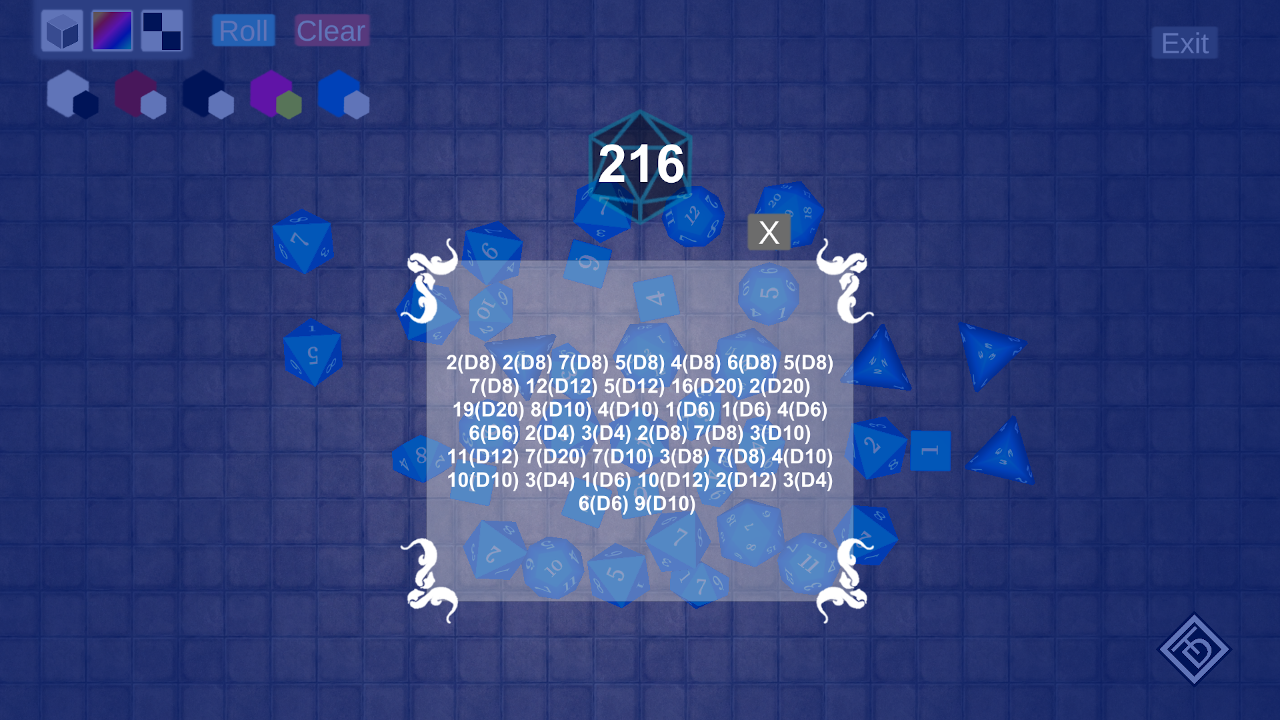 Roll Clear
Exit
216
X
2(D8) 2(D8) 7(D8) 5(D8) 4(D8) 6(D8) 5(D8)
7(D8) 12(D12) 5(D12) 16(D20) 2(D20)
19(D20) 8(D10) 4(D10) 1(D6) 1(D6) 4(D6)
6(D6) 2(D4) 3(D4) 2(D8) 7(D8) 3(D10)
11(D12) 7(D20) 7(D10) 3(D8) 7(D8) 4(D10)
10(D10) 3(D4) 1(D6) 10(D12) 2(D12) 3(D4)
6(D6) 9(D10)